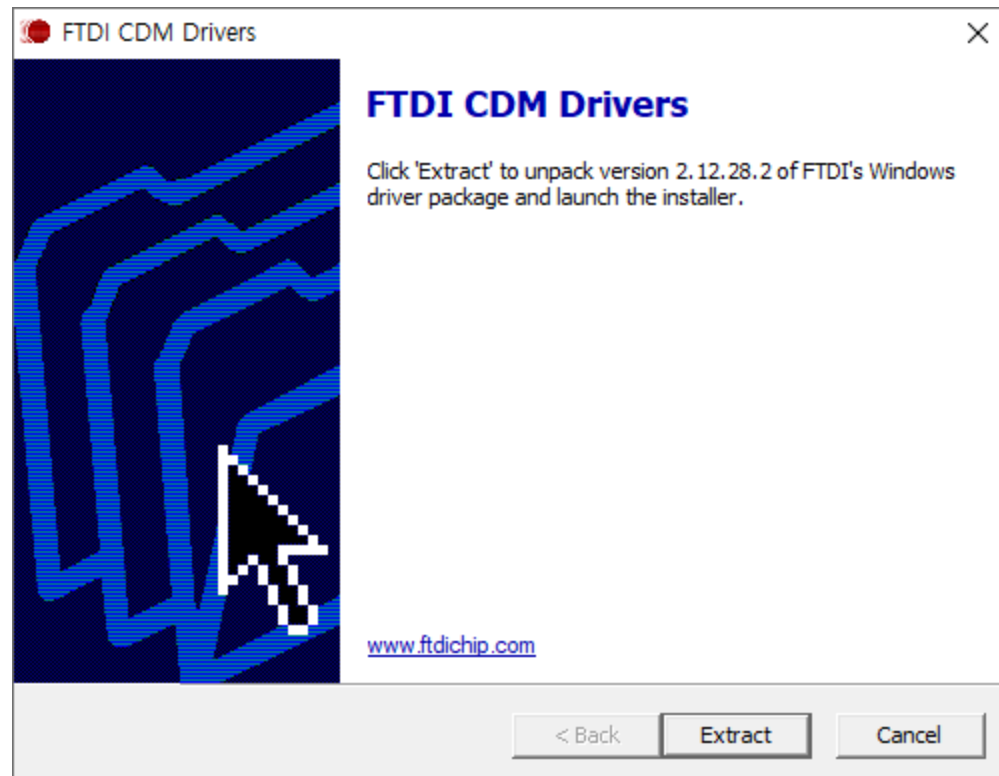 FTDI CDM Drivers
FTDI CDM Drivers
Click 'Extract' to unpack version 2.12.28.2 of FTDI's Windows
driver package and launch the installer.
www.ftdichip.com
< Back
Extract
Cancel